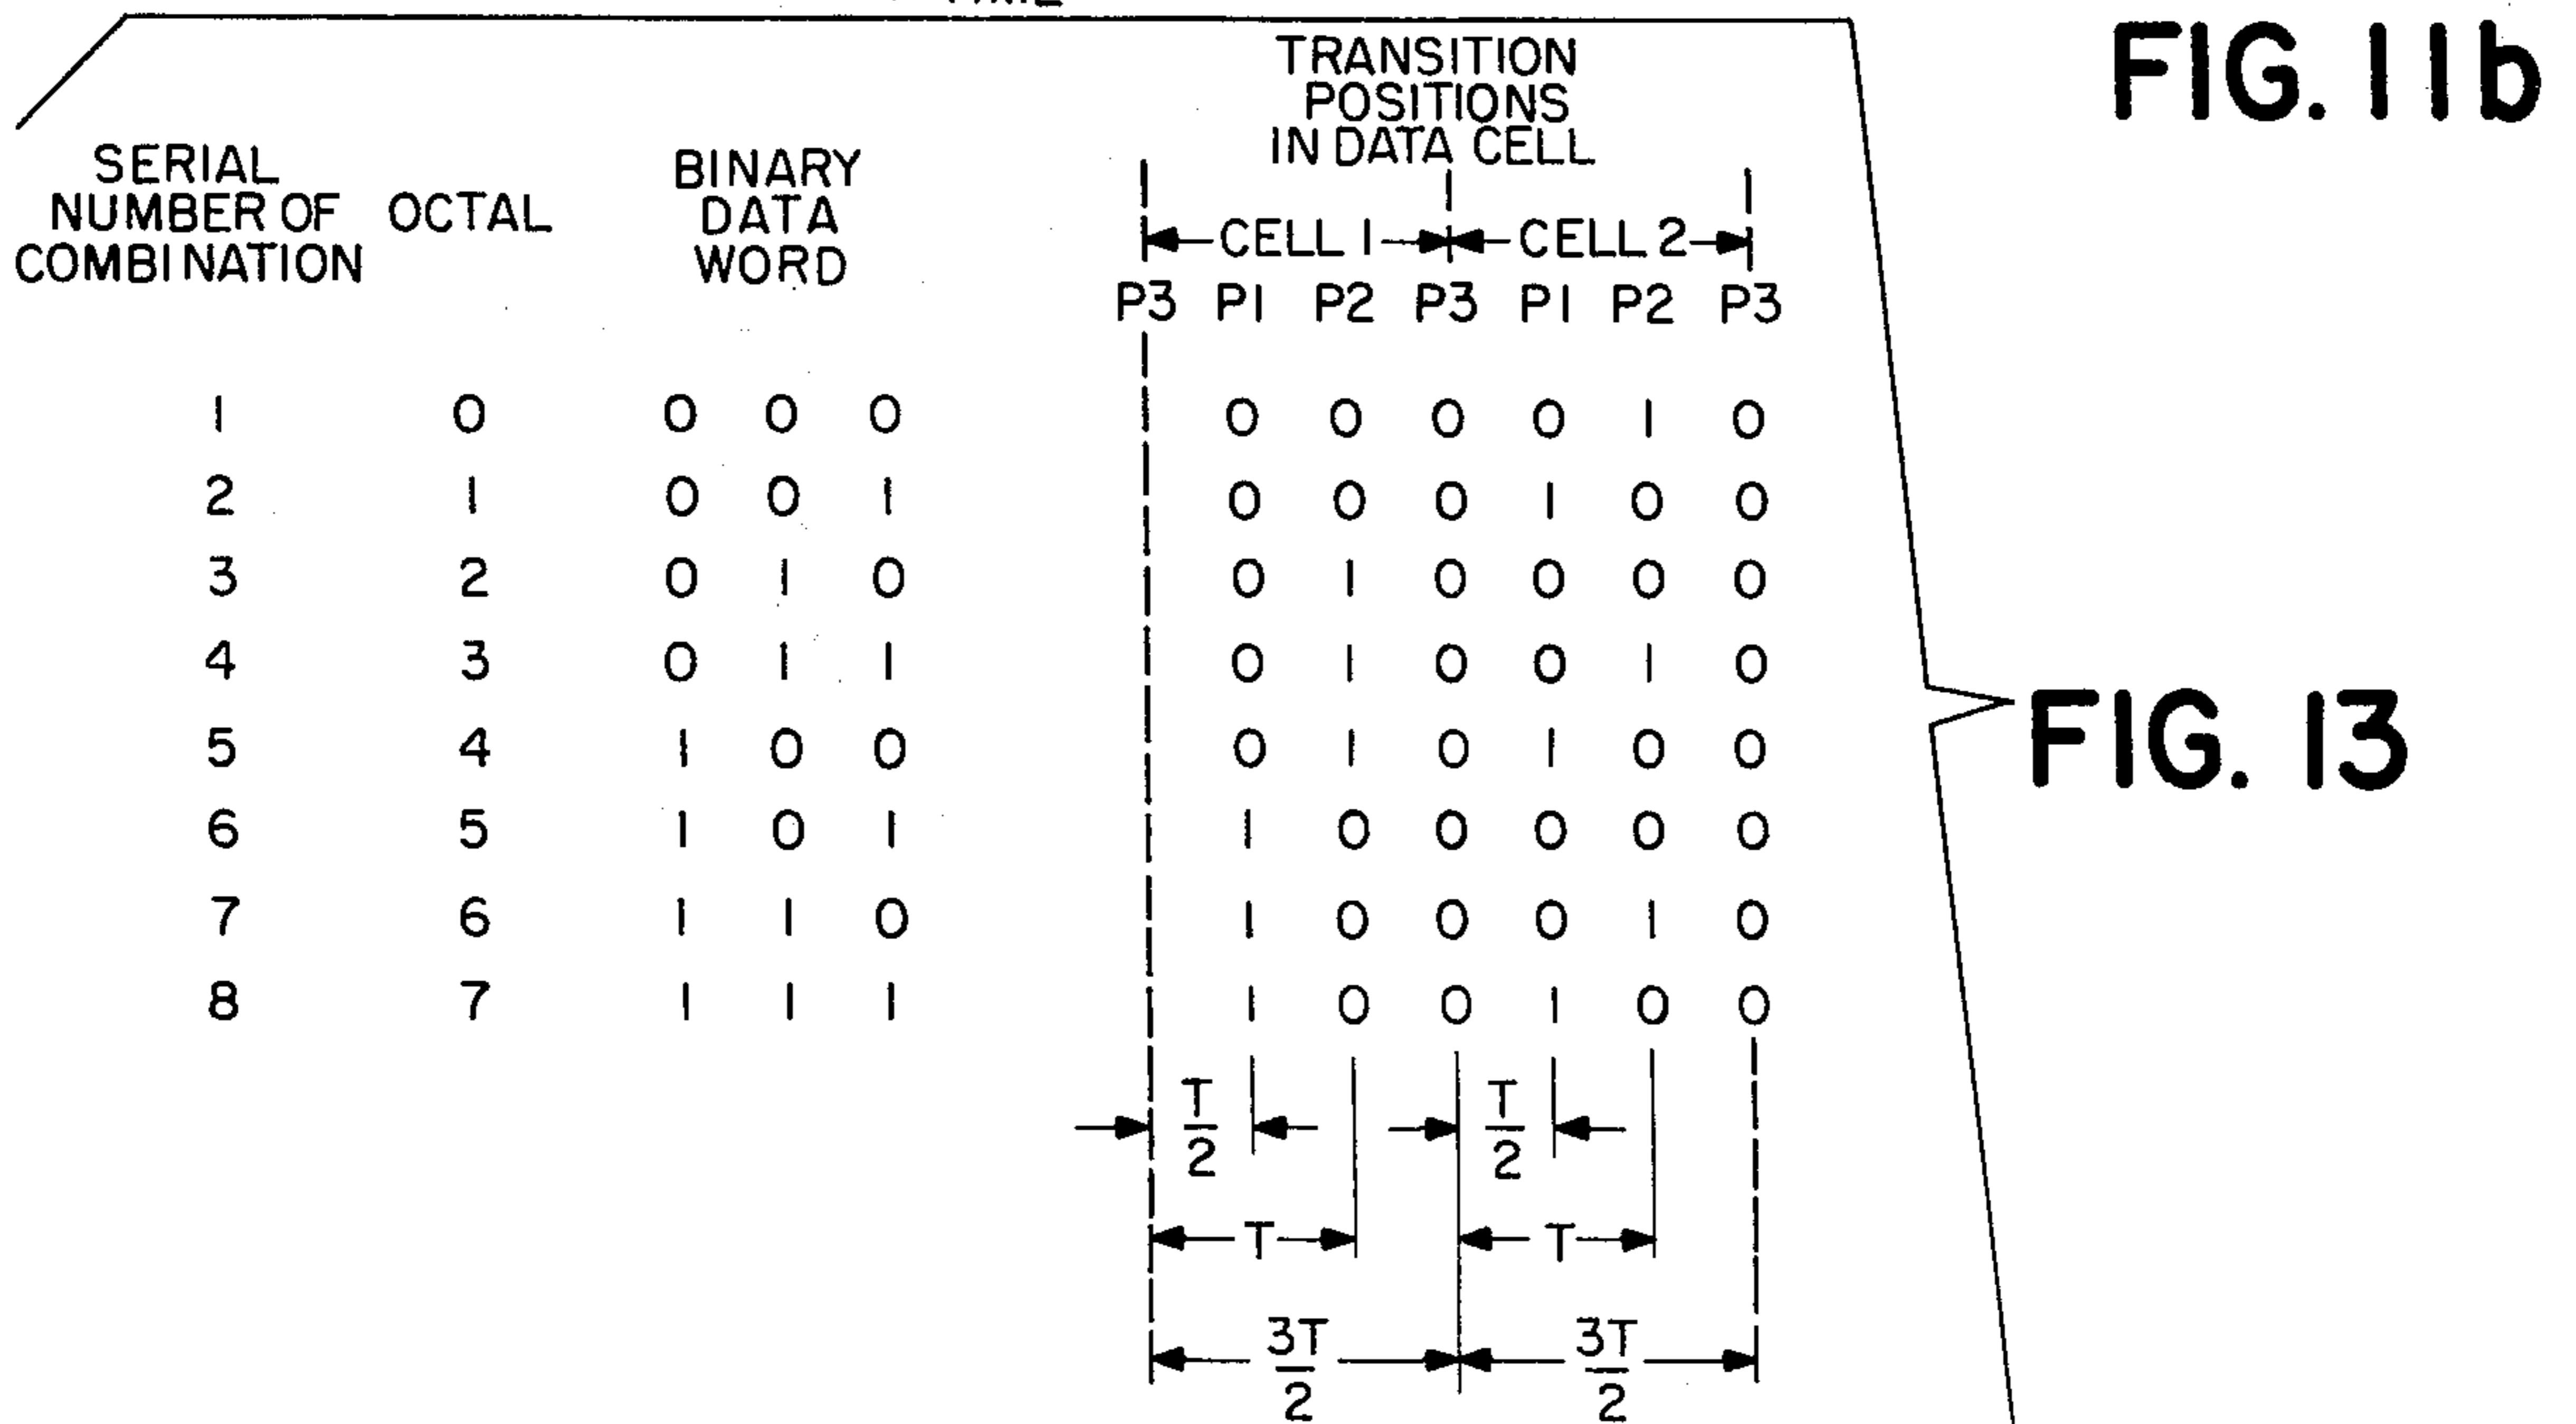 FIG. 11b
TRANSITION
POSITIONS
IN DATA CELL
SERIAL
NUMBER OF
COMBINATION
OCTAL
BINARY
DATA
WORD
CELL 1 CELL 2
P3 P1 P2 P3 P1 P2 P3
1 0 0 0 0 0 0 0 0 1 0
2 1 0 0 1 0 0 0 1 0 0
3 2 0 1 0 0 1 0 0 0 0
4 3 0 1 1 0 1 0 0 1 0
5 4 1 0 0 0 1 0 1 0 0
6 5 1 0 1 1 0 0 0 0 0
7 6 1 1 0 1 0 0 0 1 0
8 7 1 1 1 1 0 0 1 0 0
T/2 T/2
T T
3T/2 3T/2
FIG. 13